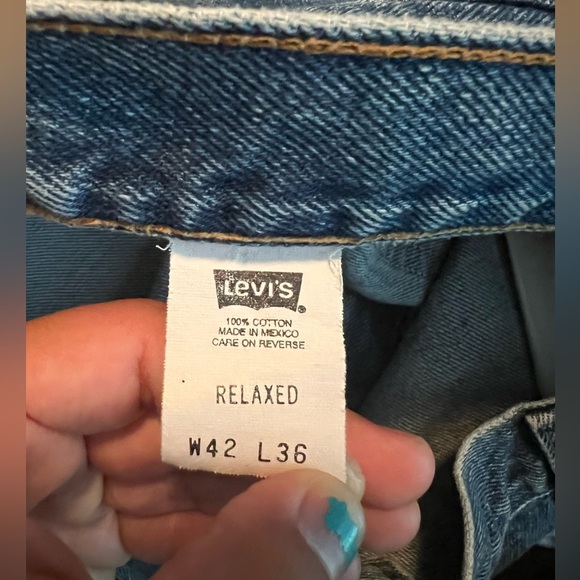 Levi's
100% COTTON
MADE IN MEXICO
CARE ON REVERSE
RELAXED
W42 L36